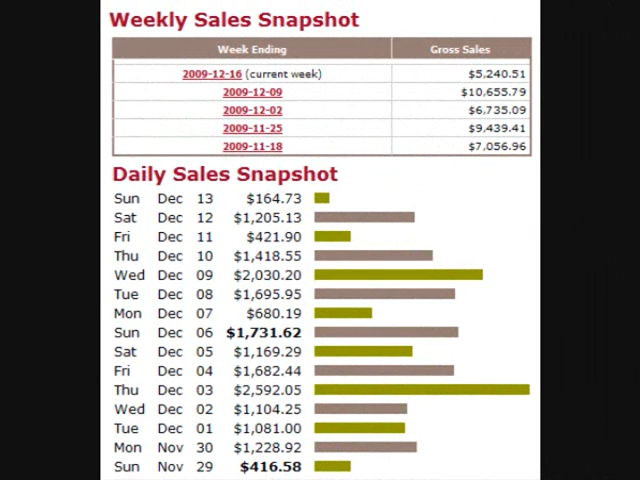 Weekly Sales Snapshot
Week Ending Gross Sales
2009-12-16 (current week) $5,240.51
2009-12-09 $10,655.79
2009-12-02 $6,735.09
2009-11-25 $9,439.41
2009-11-18 $7,056.96
Daily Sales Snapshot
Sun Dec 13 $164.73
Sat Dec 12 $1,205.13
Fri Dec 11 $421.90
Thu Dec 10 $1,418.55
Wed Dec 09 $2,030.20
Tue Dec 08 $1,695.95
Mon Dec 07 $680.19
Sun Dec 06 $1,731.62
Sat Dec 05 $1,169.29
Fri Dec 04 $1,682.44
Thu Dec 03 $2,592.05
Wed Dec 02 $1,104.25
Tue Dec 01 $1,081.00
Mon Nov 30 $1,228.92
Sun Nov 29 $416.58